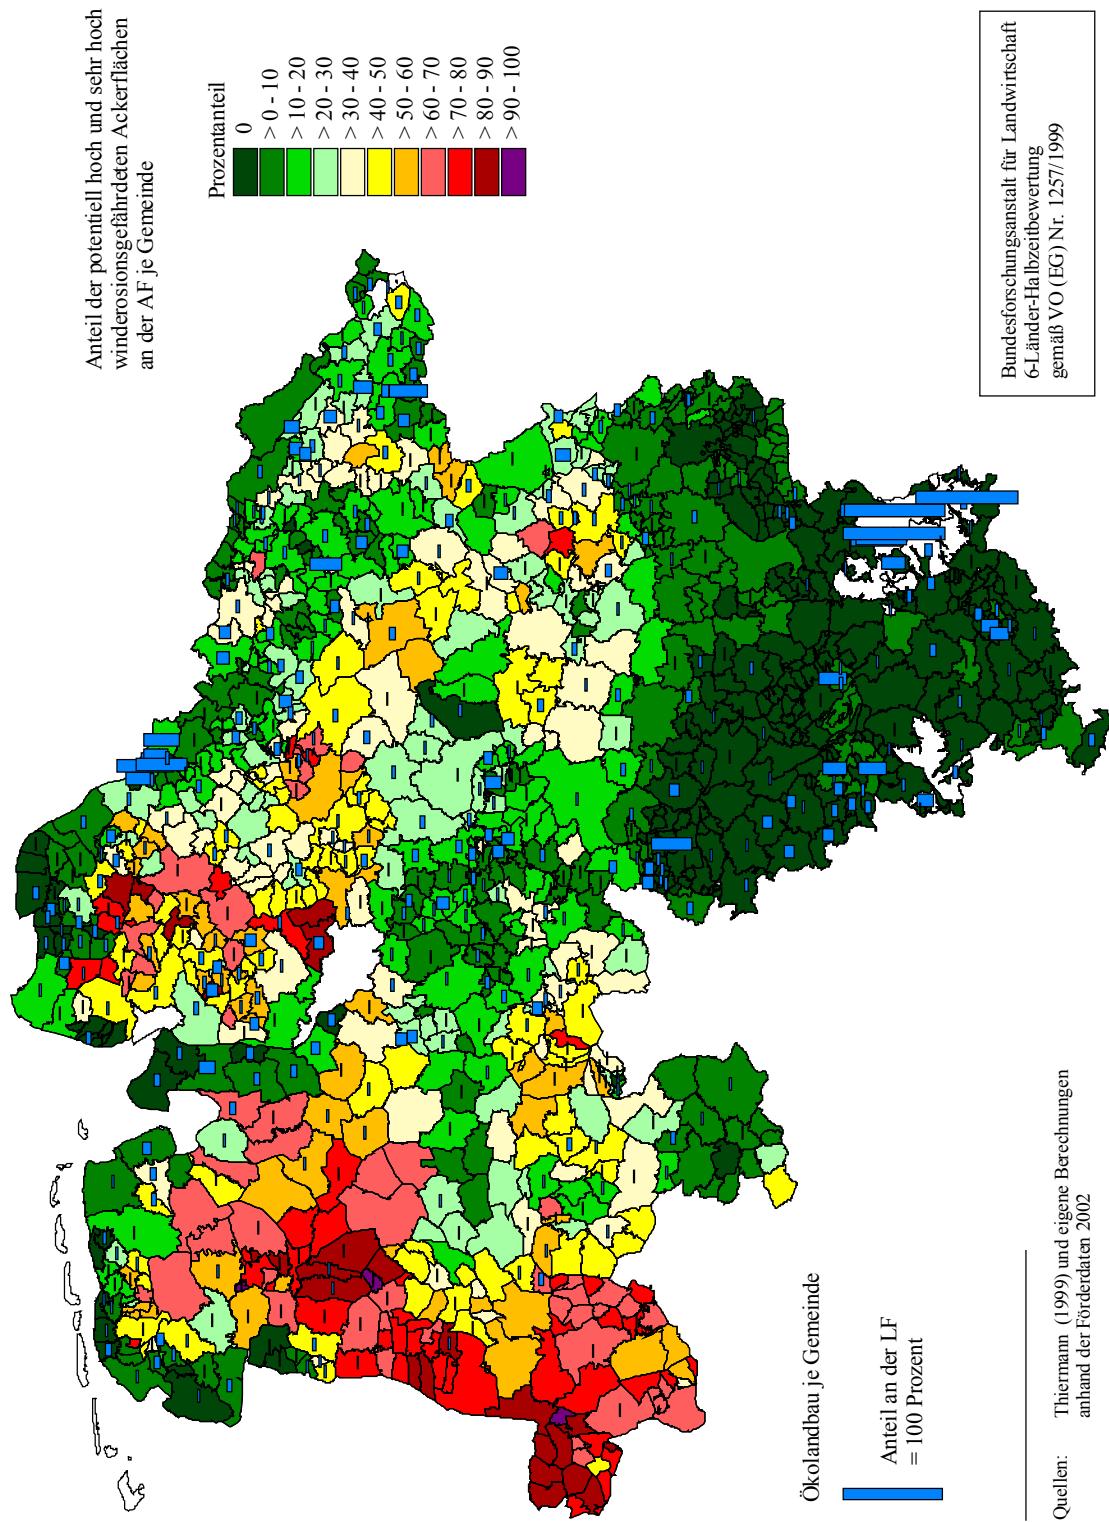 Anteil der potentiell hoch und sehr hoch
winderosionsgefährdeten Ackerflächen
an der AF je Gemeinde
Prozentanteil
0
> 0 - 10
> 10 - 20
> 20 - 30
> 30 - 40
> 40 - 50
> 50 - 60
> 60 - 70
> 70 - 80
> 80 - 90
> 90 - 100
Ökolandbau je Gemeinde
Anteil an der LF
= 100 Prozent
Quellen: Thiermann (1999) und eigene Berechnungen
anhand der Förderdaten 2002
Bundesforschungsanstalt für Landwirtschaft
6-Länder-Halbzeitbewertung
gemäß VO (EG) Nr. 1257/1999